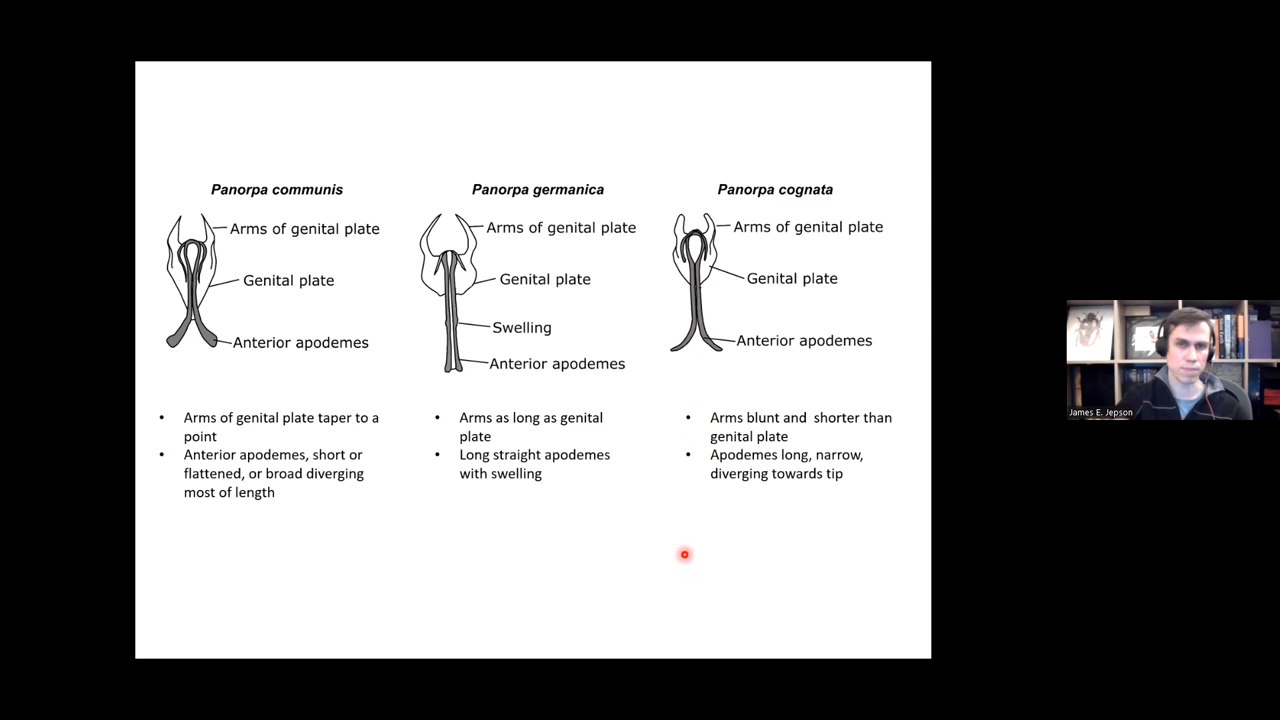 Panorpa communis
Arms of genital plate
Genital plate
Anterior apodemes
• Arms of genital plate taper to a
point
• Anterior apodemes, short or
flattened, or broad diverging
most of length
Panorpa germanica
Arms of genital plate
Genital plate
Swelling
Anterior apodemes
• Arms as long as genital
plate
• Long straight apodemes
with swelling
Panorpa cognata
Arms of genital plate
Genital plate
Anterior apodemes
• Arms blunt and shorter than
genital plate
• Apodemes long, narrow,
diverging towards tip
James E. Jepson